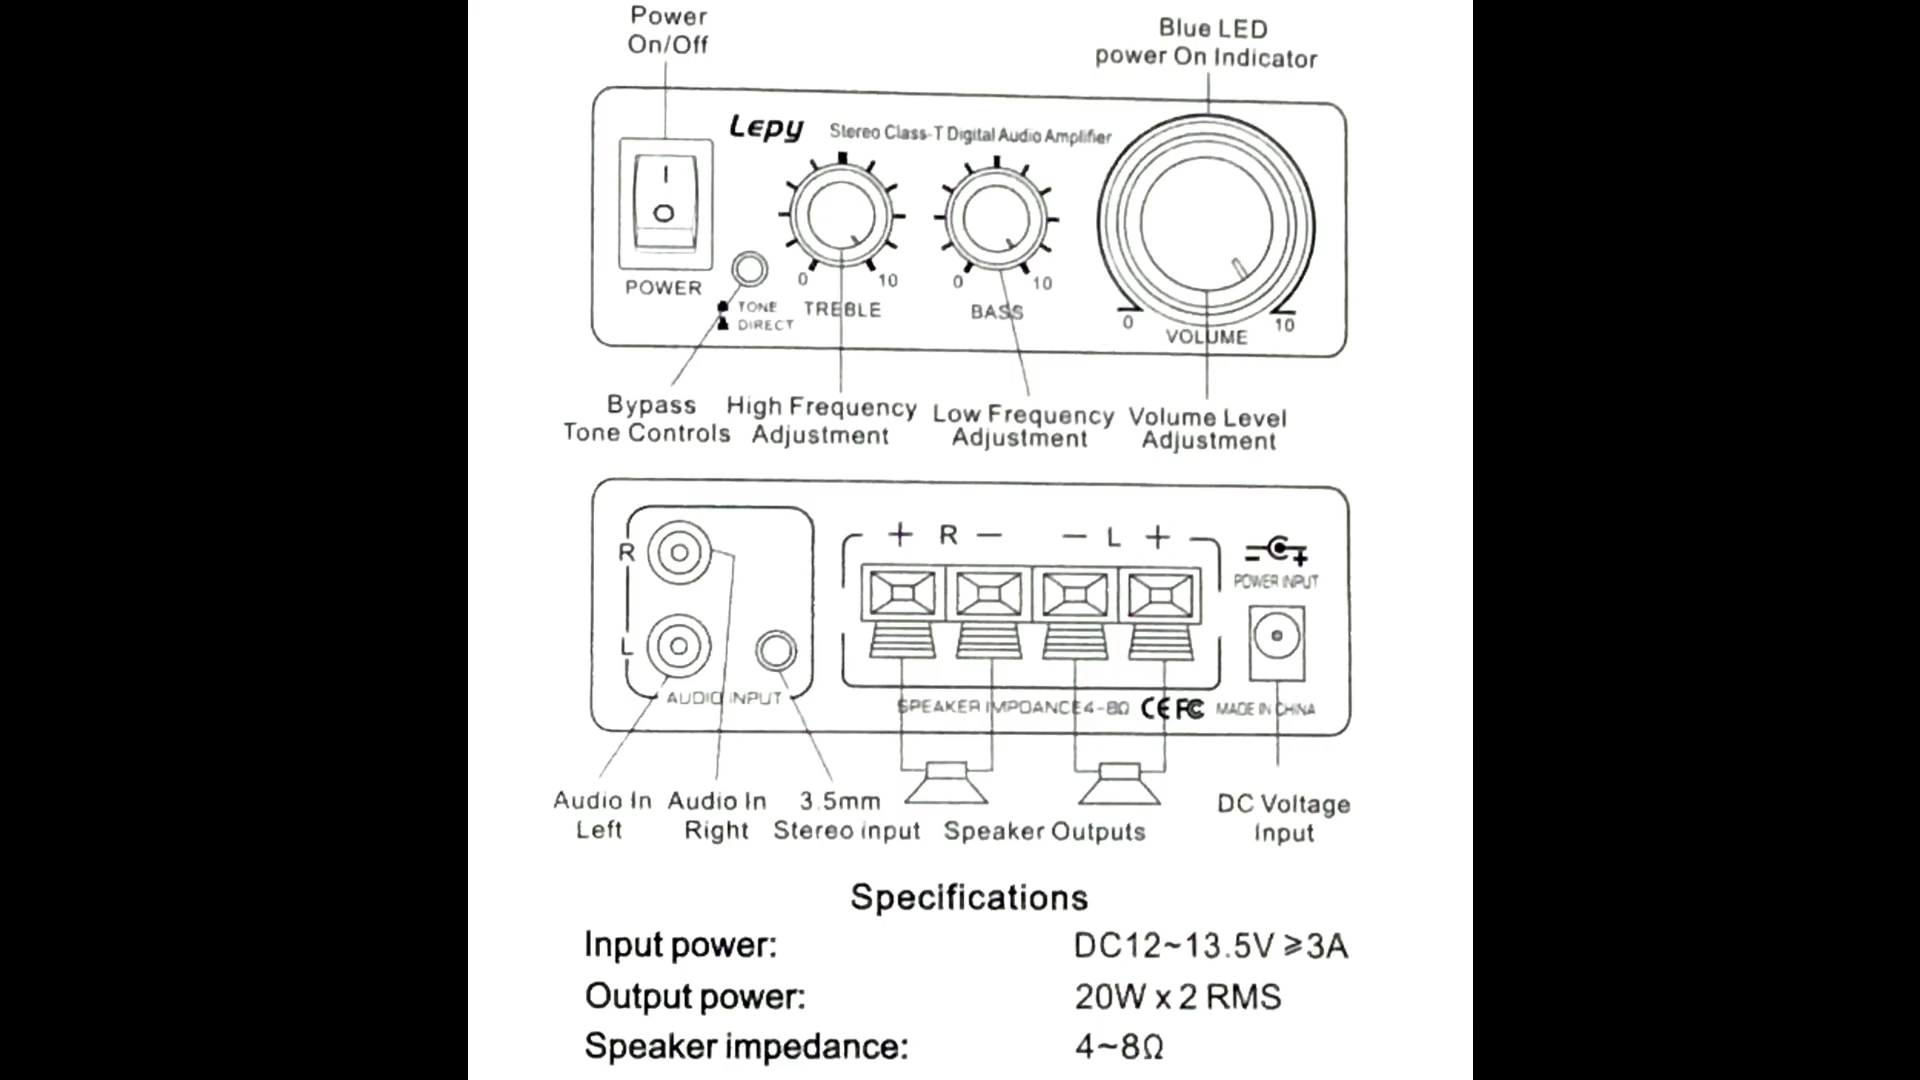 Power
On/Off
Blue LED
power On Indicator
Lepy
Stereo Class-T Digital Audio Amplifier
I
O
POWER
TONE
DIRECT
0
10
TREBLE
0
10
BASS
0
10
VOLUME
Bypass
Tone Controls
High Frequency
Adjustment
Low Frequency
Adjustment
Volume Level
Adjustment
R
L
AUDIO INPUT
+ R −
− L +
POWER INPUT
SPEAKER IMPDANCE4-8Ω
CE FC
MADE IN CHINA
Audio In
Left
Audio In
Right
3.5mm
Stereo input
Speaker Outputs
DC Voltage
Input
Specifications
Input power: DC12~13.5V ≥3A
Output power: 20W x 2 RMS
Speaker impedance: 4~8Ω